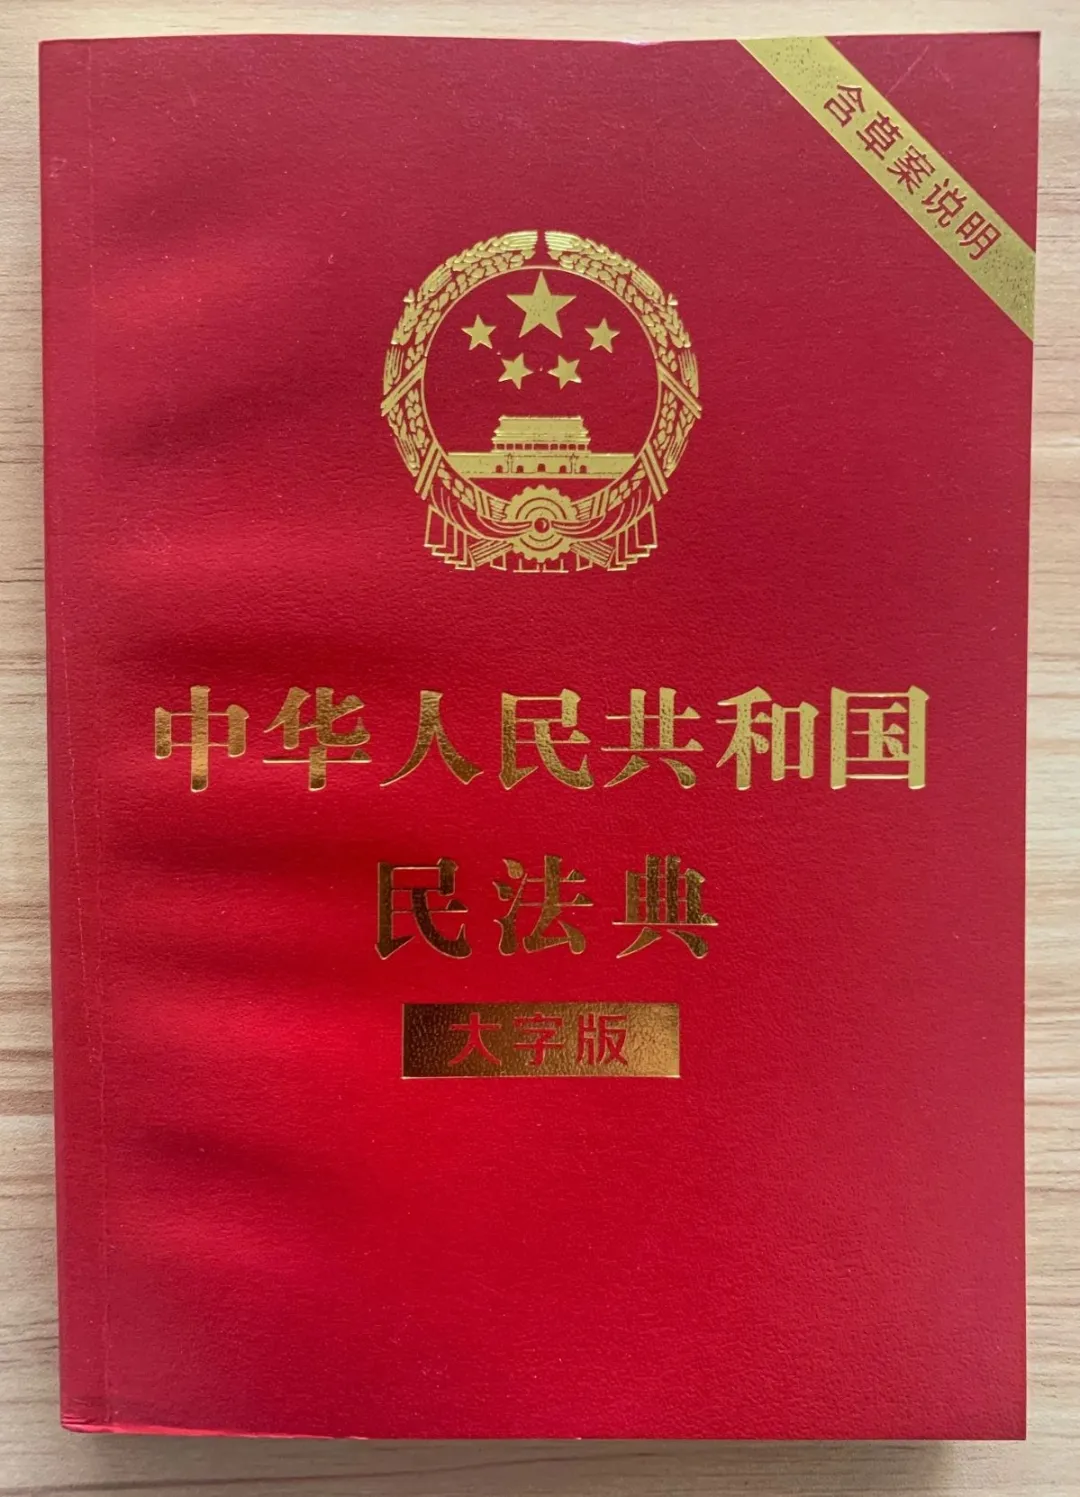 含草案说明
中华人民共和国
民法典
大字版